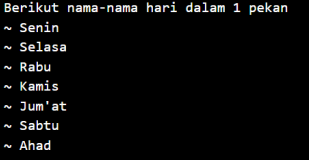 Berikut nama-nama hari dalam 1 pekan
~ Senin
~ Selasa
~ Rabu
~ Kamis
~ Jum'at
~ Sabtu
~ Ahad